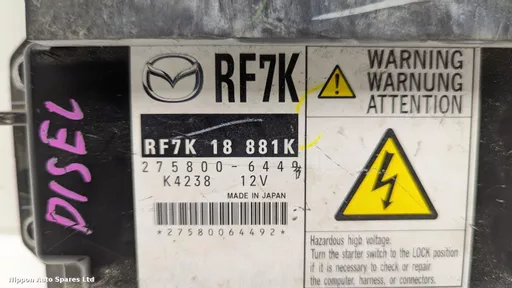 RF7K
RF7K 18 881K
275800-6449
K4238 12V
MADE IN JAPAN
*27580064492*
DISEL
WARNING
WARNUNG
ATTENTION
Hazardous high voltage.
Turn the starter switch to the LOCK position
if it is necessary to check or repair
the computer, harness, or connectors.
Nippon Auto Spares Ltd